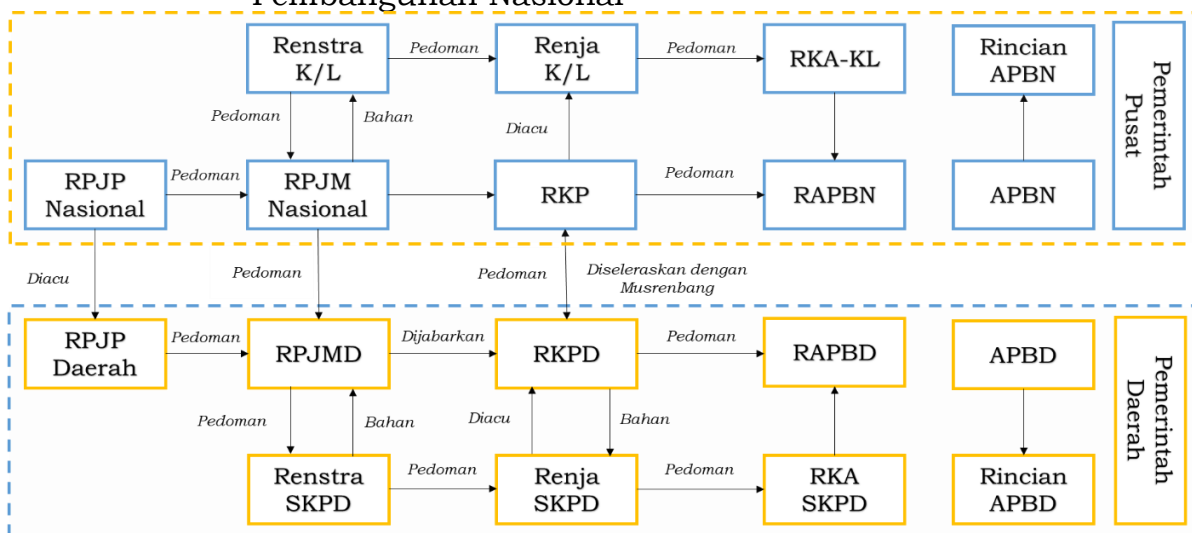 Pembangunan Nasional
Renstra
K/L
Pedoman
Renja
K/L
Pedoman
RKA-KL
Rincian
APBN
Pemerintah
Pusat
Pedoman
Bahan
Diacu
RPJP
Nasional
Pedoman
RPJM
Nasional
RKP
Pedoman
RAPBN
APBN
Diacu
Pedoman
Pedoman
Diseleraskan dengan
Musrenbang
RPJP
Daerah
Pedoman
RPJMD
Dijabarkan
RKPD
Pedoman
RAPBD
APBD
Pemerintah
Daerah
Pedoman
Bahan
Diacu
Bahan
Renstra
SKPD
Pedoman
Renja
SKPD
Pedoman
RKA
SKPD
Rincian
APBD